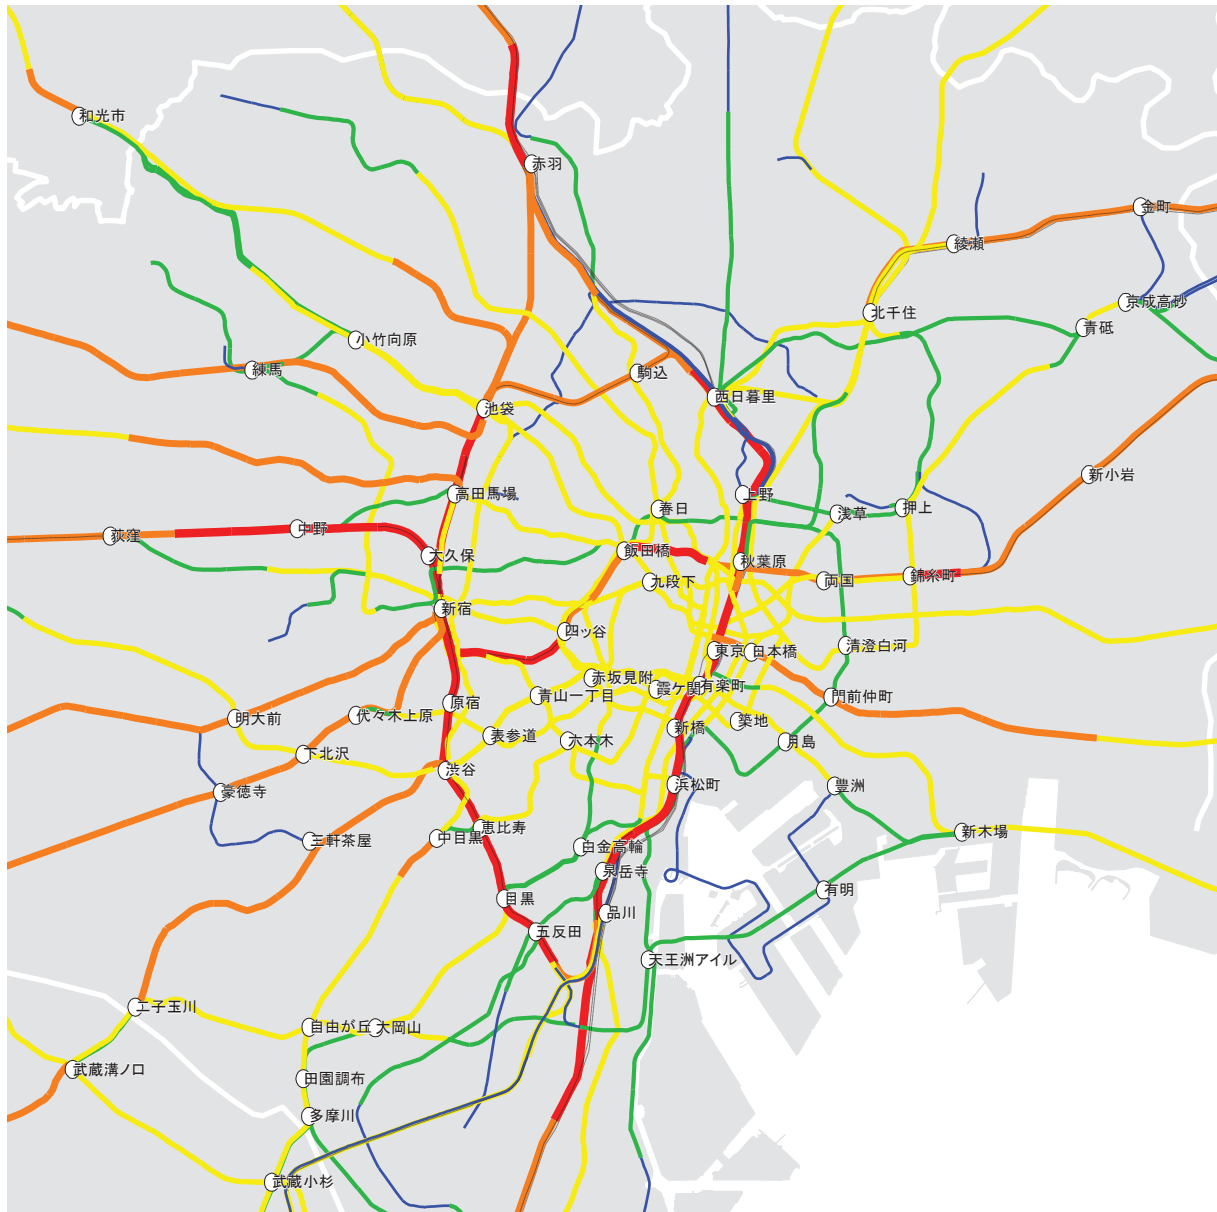 和光市
赤羽
金町
綾瀬
京成高砂
北千住
青砥
小竹向原
練馬
駒込
西日暮里
池袋
新小岩
高田馬場
上野
春日
浅草
押上
荻窪
中野
大久保
飯田橋
秋葉原
九段下
両国
錦糸町
新宿
四ッ谷
東京
日本橋
清澄白河
赤坂見附
霞ケ関
有楽町
青山一丁目
門前仲町
原宿
代々木上原
明大前
築地
新橋
表参道
六本木
月島
下北沢
渋谷
浜松町
豊洲
豪徳寺
恵比寿
新木場
中目黒
三軒茶屋
白金高輪
泉岳寺
有明
目黒
品川
五反田
天王洲アイル
二子玉川
自由が丘
大岡山
武蔵溝ノ口
田園調布
多摩川
武蔵小杉